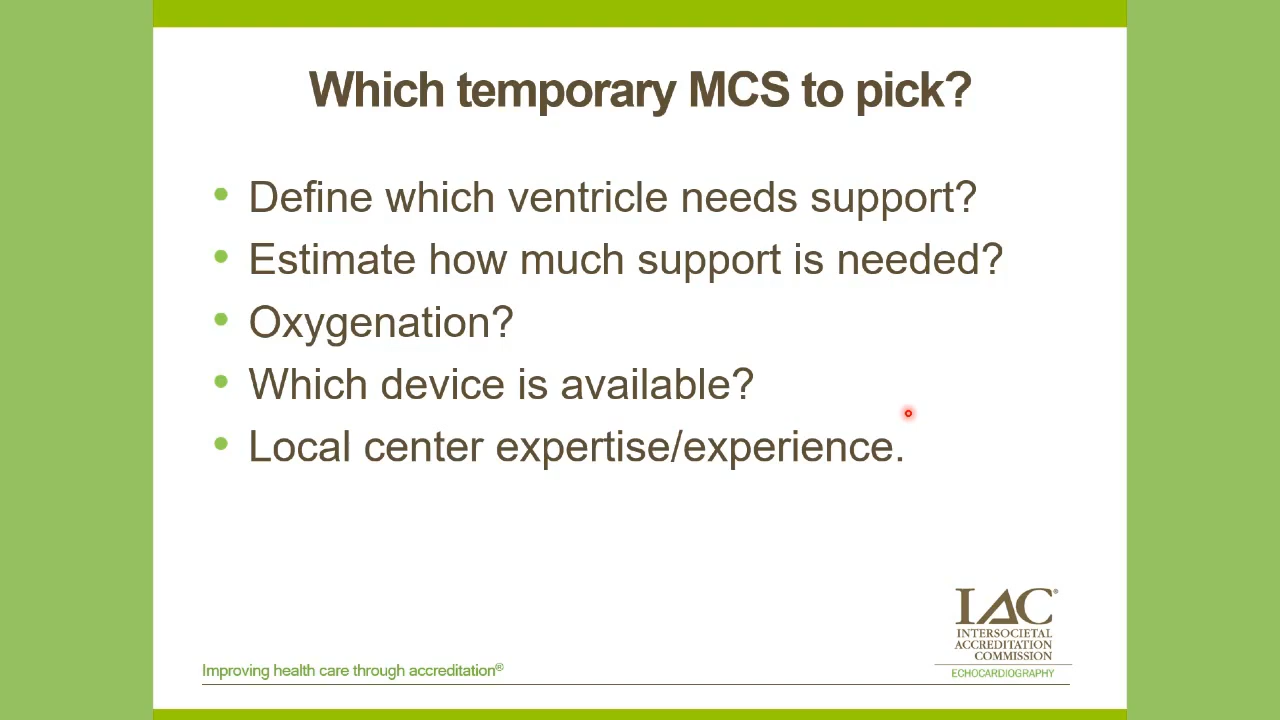 Which temporary MCS to pick?
• Define which ventricle needs support?
• Estimate how much support is needed?
• Oxygenation?
• Which device is available?
• Local center expertise/experience.
IAC®
INTERSOCIETAL
ACCREDITATION
COMMISSION
ECHOCARDIOGRAPHY
Improving health care through accreditation®